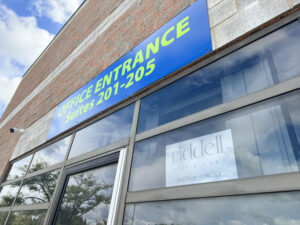 OFFICE ENTRANCE
Suites 201-205
riddell